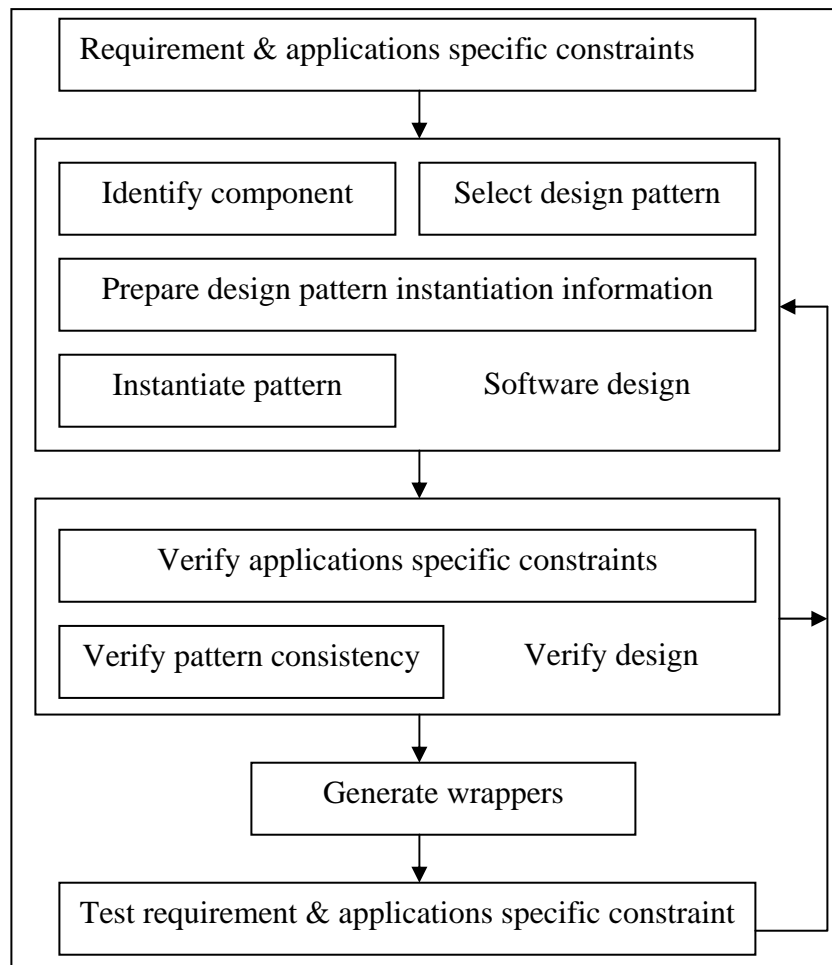 Requirement & applications specific constraints
Identify component
Select design pattern
Prepare design pattern instantiation information
Instantiate pattern
Software design
Verify applications specific constraints
Verify pattern consistency
Verify design
Generate wrappers
Test requirement & applications specific constraint